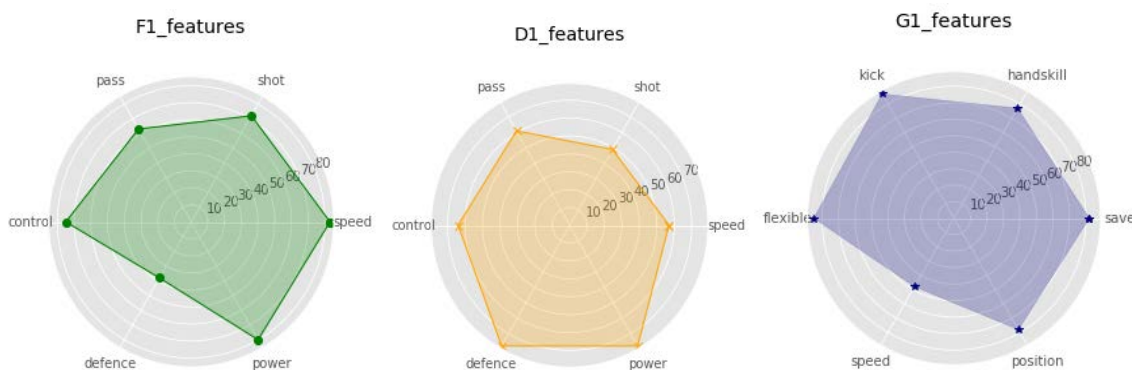 F1_features
pass
shot
control
speed
defence
power
10 20 30 40 50 60 70 80
D1_features
pass
shot
control
speed
defence
power
10 20 30 40 50 60 70
G1_features
kick
handskill
flexible
save
speed
position
10 20 30 40 50 60 70 80